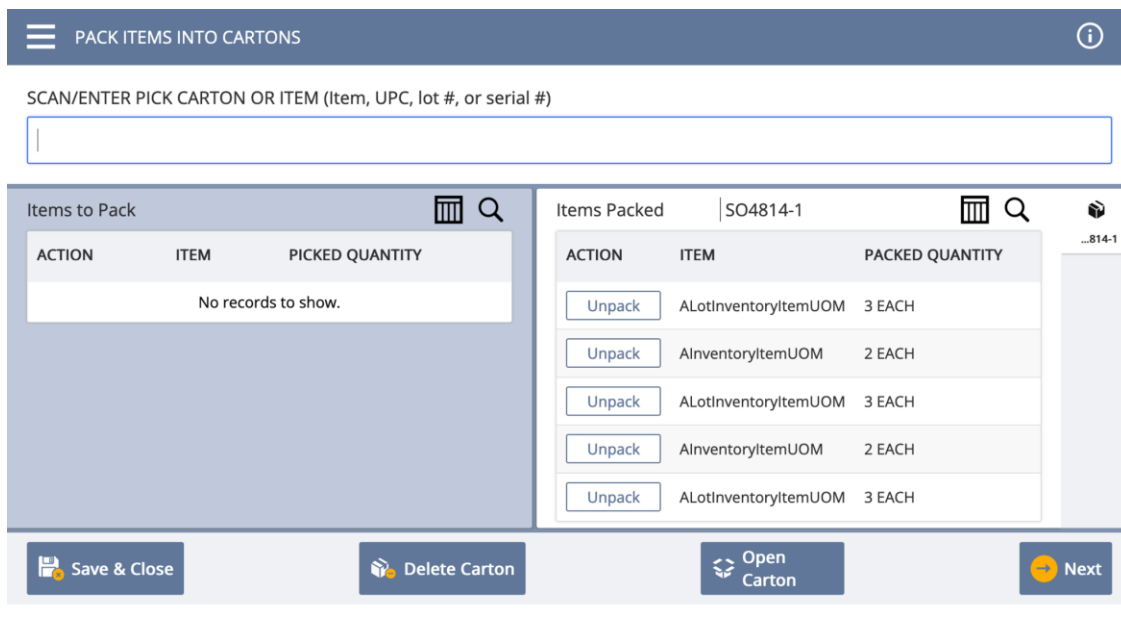 PACK ITEMS INTO CARTONS
SCAN/ENTER PICK CARTON OR ITEM (Item, UPC, lot #, or serial #)
Items to Pack
ACTION ITEM PICKED QUANTITY
No records to show.
Items Packed SO4814-1
ACTION ITEM PACKED QUANTITY
Unpack ALotInventoryItemUOM 3 EACH
Unpack AInventoryItemUOM 2 EACH
Unpack ALotInventoryItemUOM 3 EACH
Unpack AInventoryItemUOM 2 EACH
Unpack ALotInventoryItemUOM 3 EACH
...814-1
Save & Close
Delete Carton
Open
Carton
Next